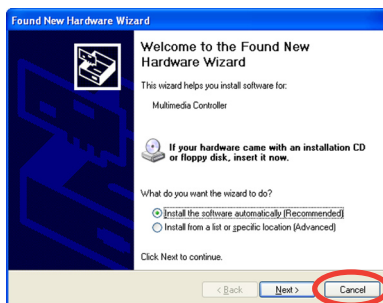 Found New Hardware Wizard
Welcome to the Found New
Hardware Wizard
This wizard helps you install software for:
Multimedia Controller
If your hardware came with an installation CD
or floppy disk, insert it now.
What do you want the wizard to do?
Install the software automatically (Recommended)
Install from a list or specific location (Advanced)
Click Next to continue.
< Back Next > Cancel